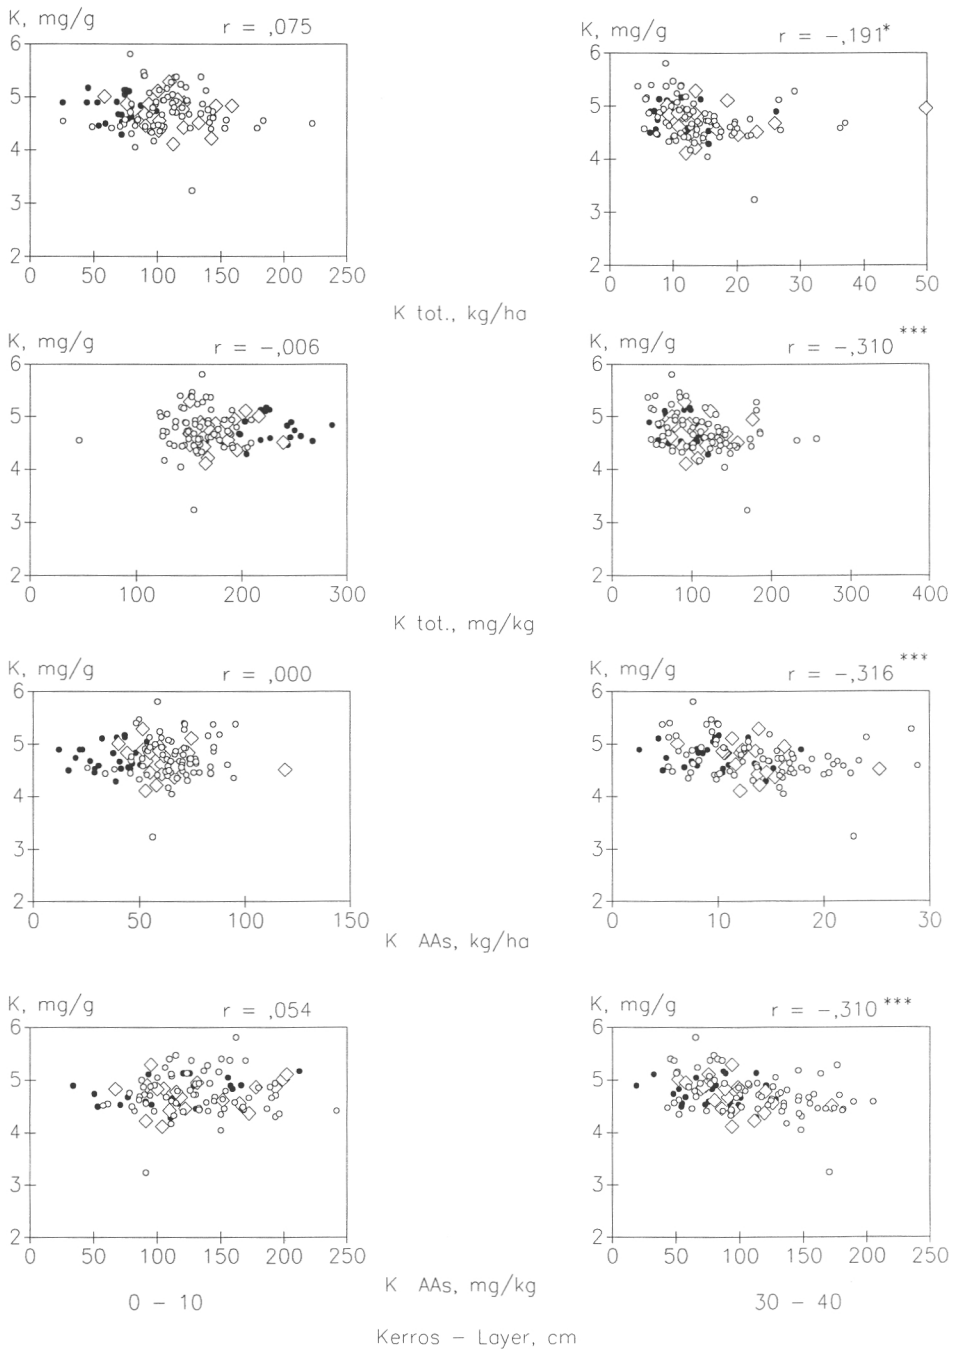 K, mg/g r = ,075 K, mg/g r = -,191*
6 6
5 5
4 4
3 3
2 2
0 50 100 150 200 250 0 10 20 30 40 50
K tot., kg/ha
K, mg/g r = -,006 K, mg/g r = -,310***
6 6
5 5
4 4
3 3
2 2
0 100 200 300 0 100 200 300 400
K tot., mg/kg
K, mg/g r = ,000 K, mg/g r = -,316***
6 6
5 5
4 4
3 3
2 2
0 50 100 150 0 10 20 30
K AAs, kg/ha
K, mg/g r = ,054 K, mg/g r = -,310***
6 6
5 5
4 4
3 3
2 2
0 50 100 150 200 250 0 50 100 150 200 250
K AAs, mg/kg
0 - 10 30 - 40
Kerros - Layer, cm